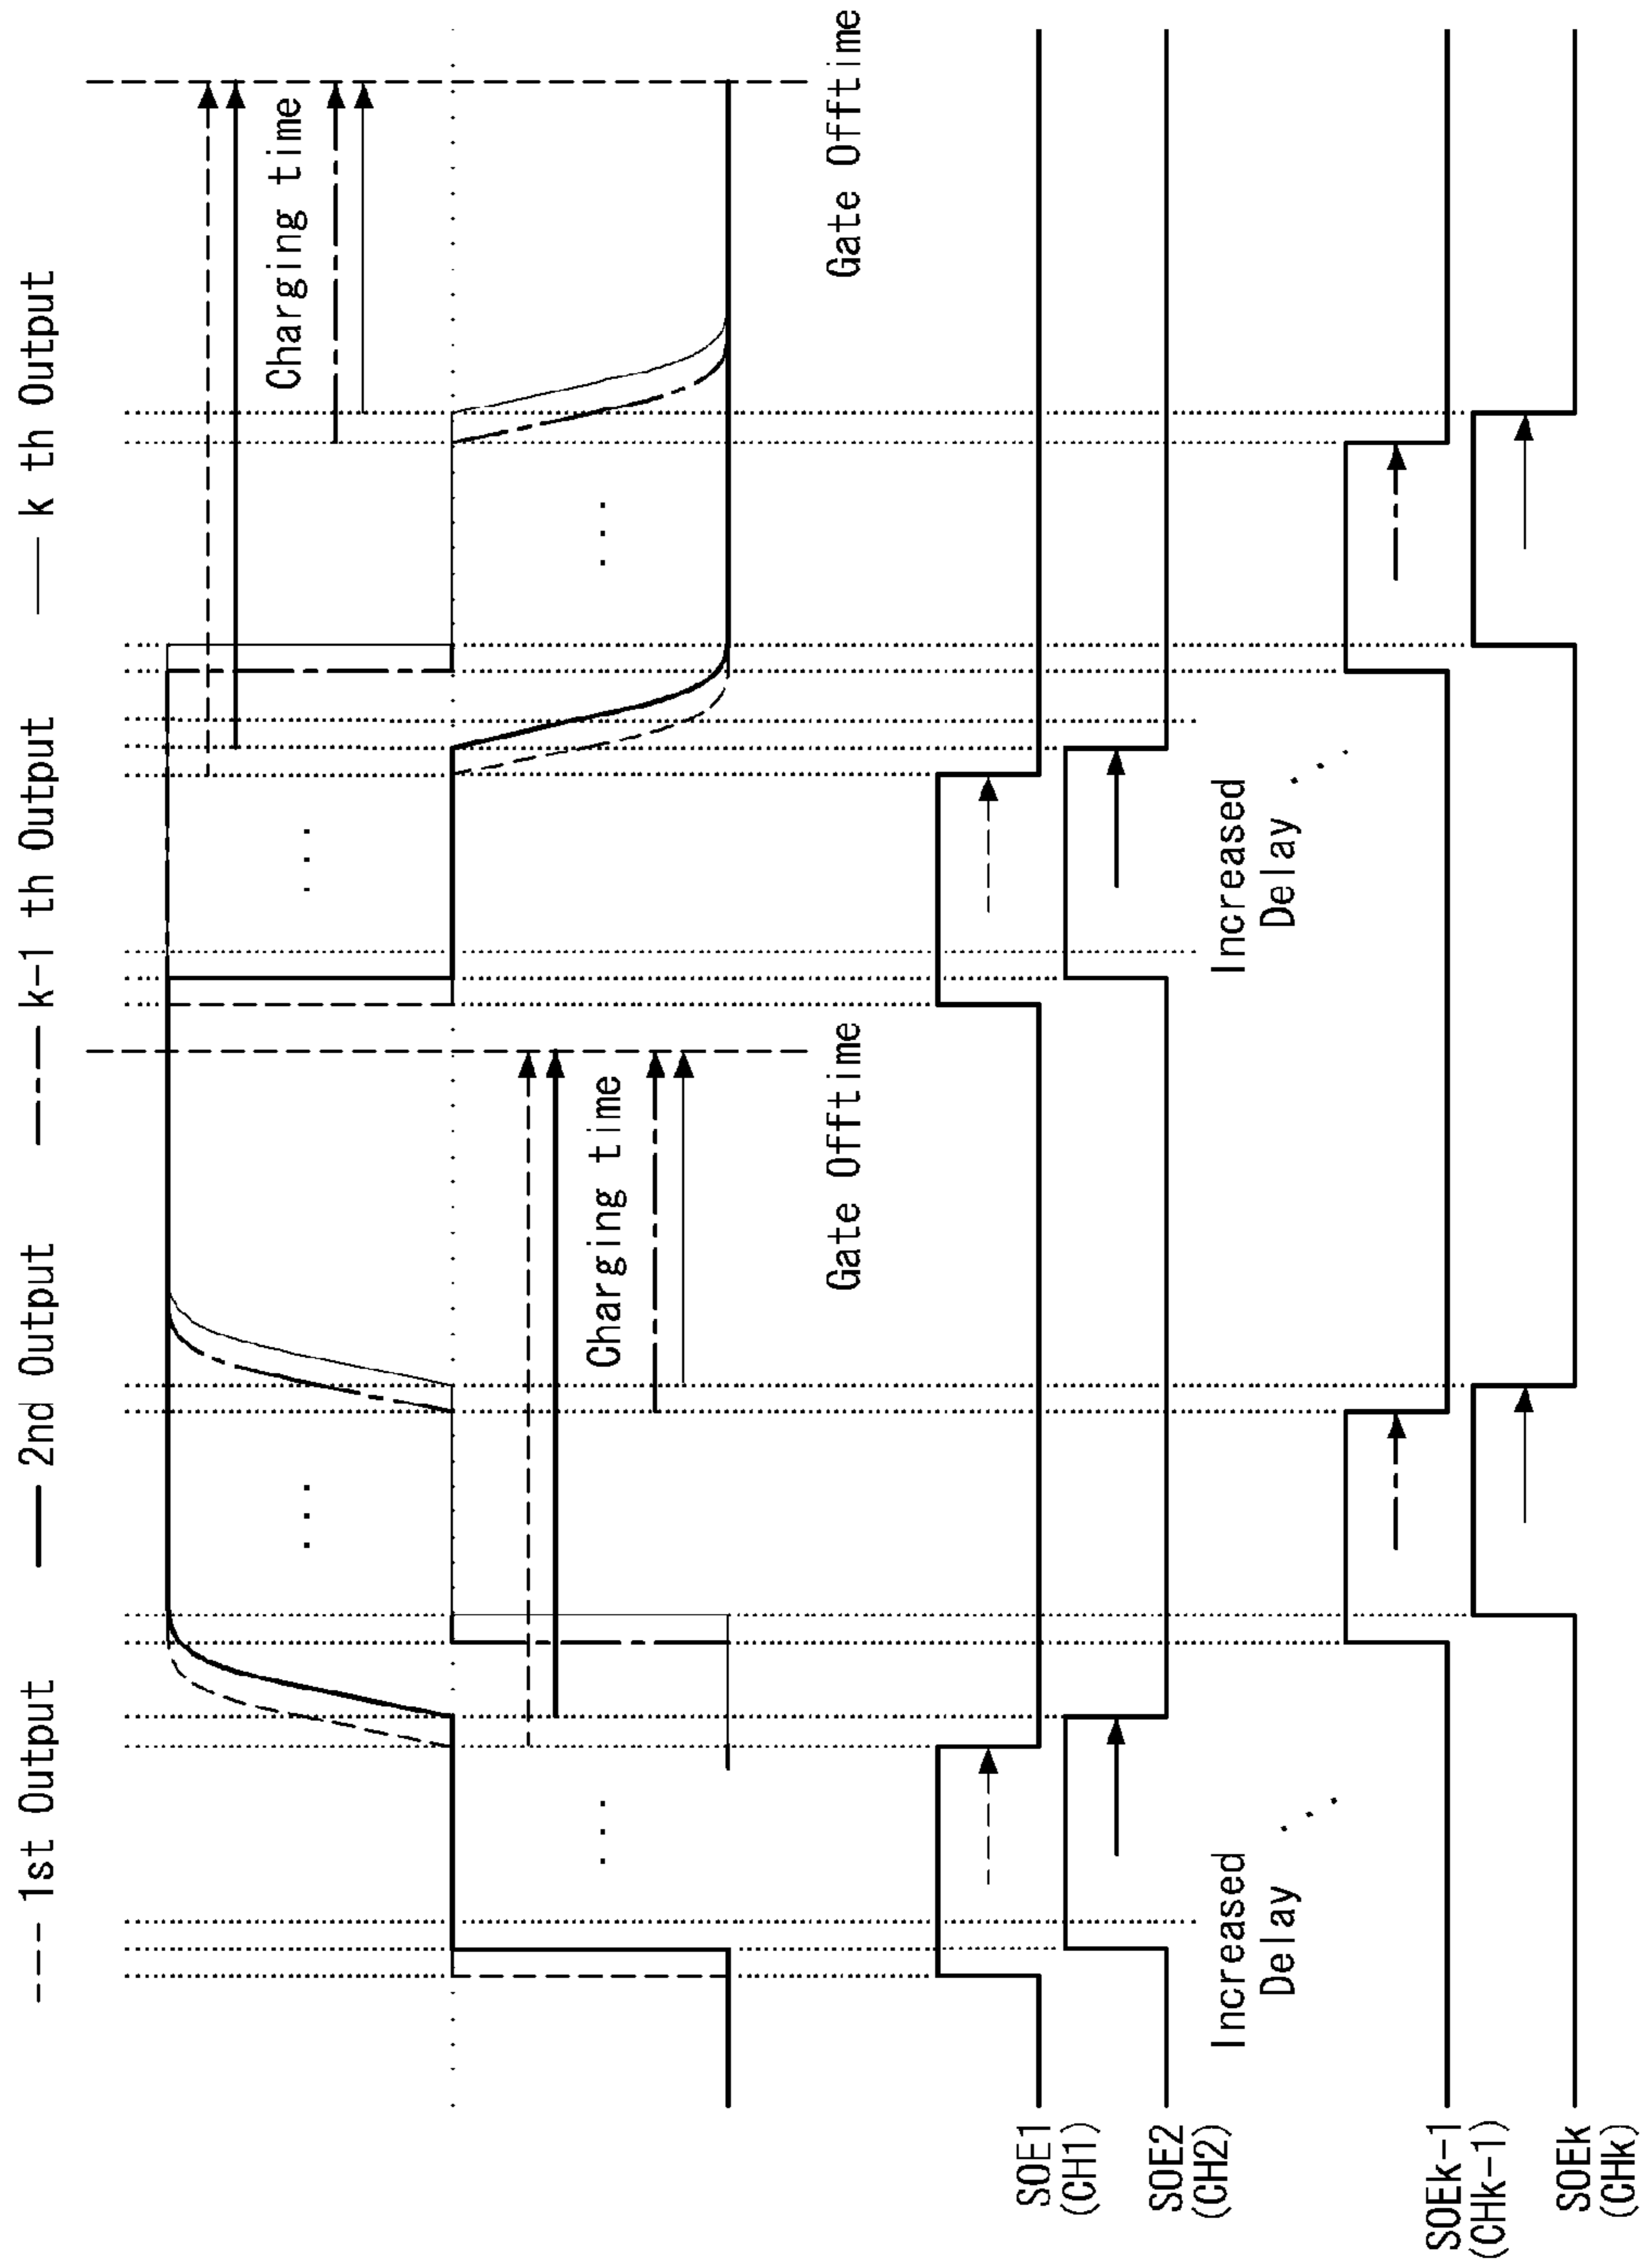 --- 1st Output — 2nd Output —-— k-1 th Output — k th Output
Charging time
Charging time
Gate Offtime
Gate Offtime
SOE1
(CH1)
SOE2
(CH2)
Increased
Delay
Increased
Delay
SOEk-1
(CHk-1)
SOEk
(CHk)